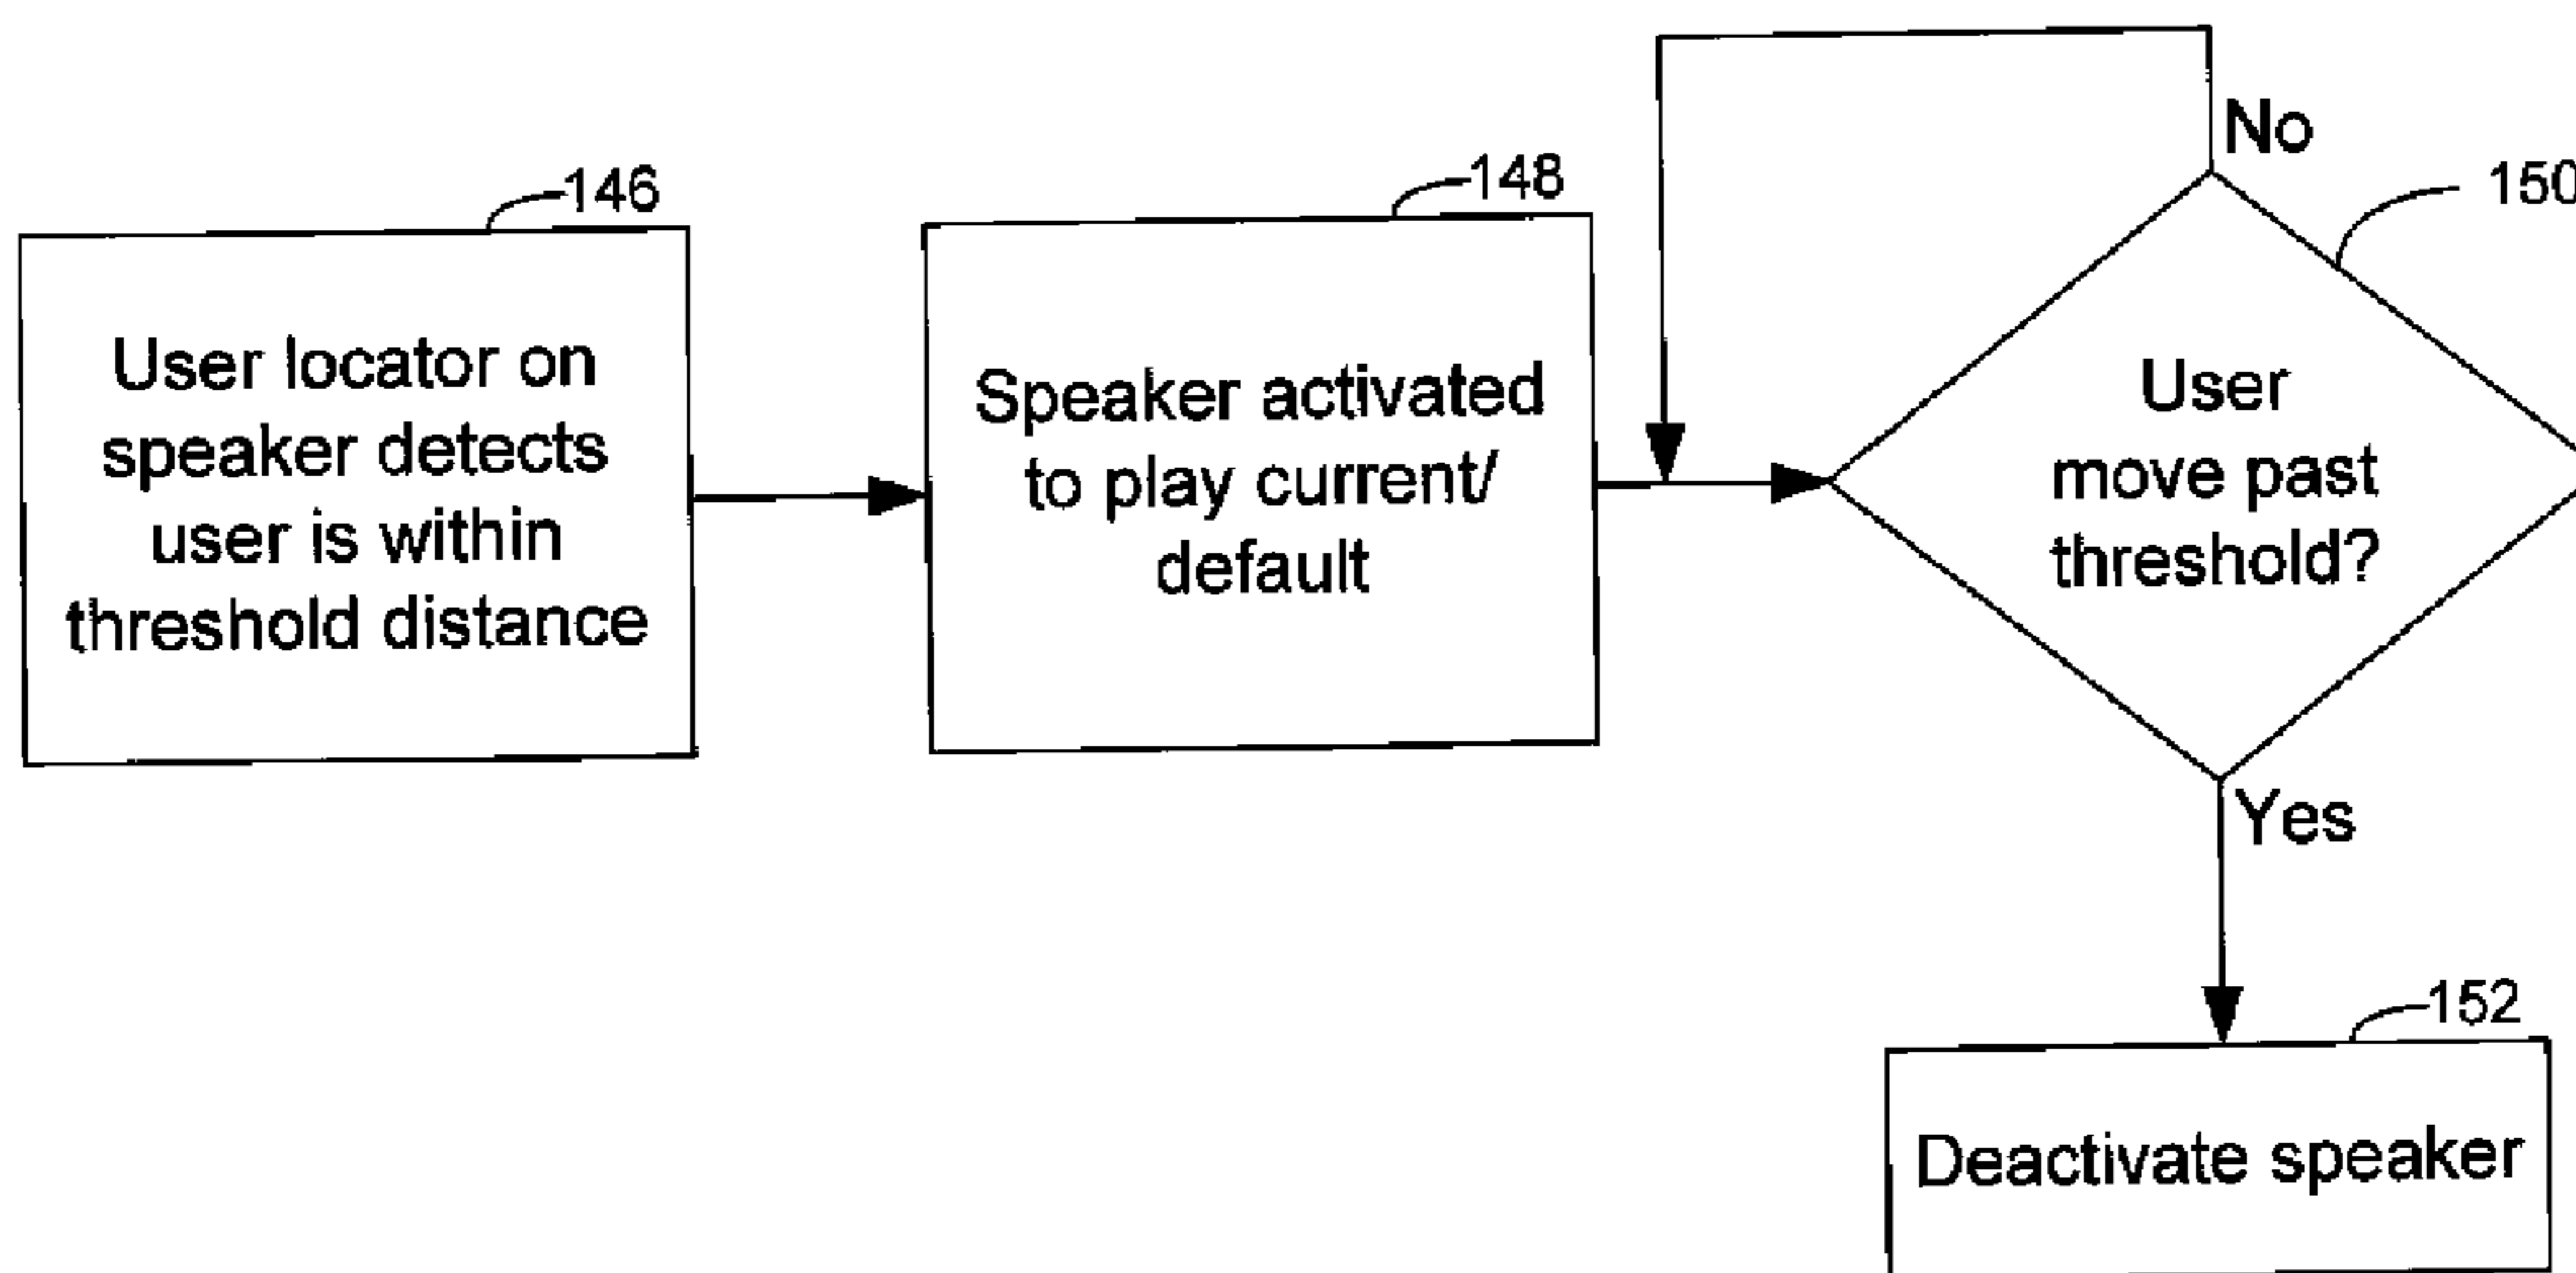 146
User locator on
speaker detects
user is within
threshold distance
148
Speaker activated
to play current/
default
No
150
User
move past
threshold?
Yes
152
Deactivate speaker